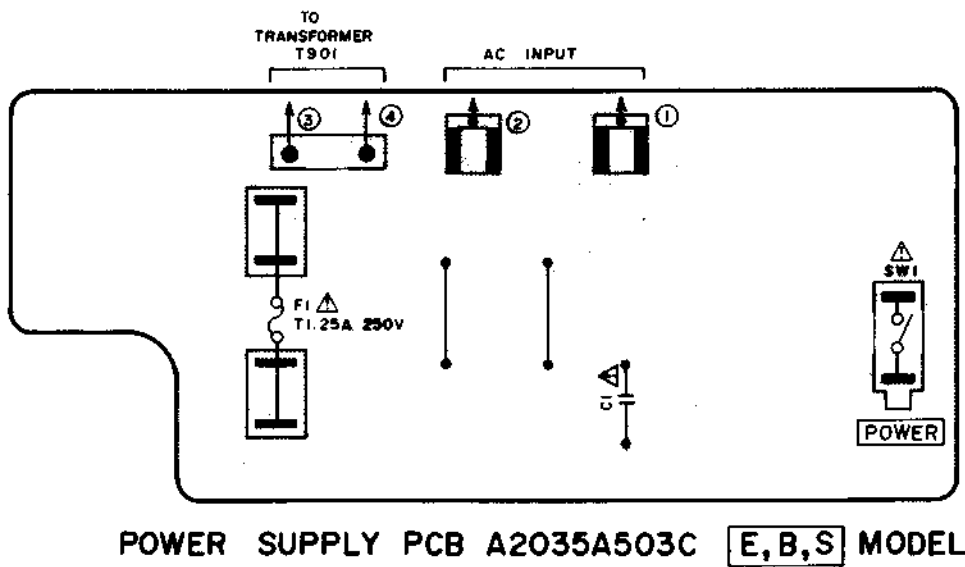 TO
TRANSFORMER
T901
AC INPUT
③ ④ ② ①
SW1
F1
T1.25A 250V
C1
POWER
POWER SUPPLY PCB A2035A503C E, B, S MODEL